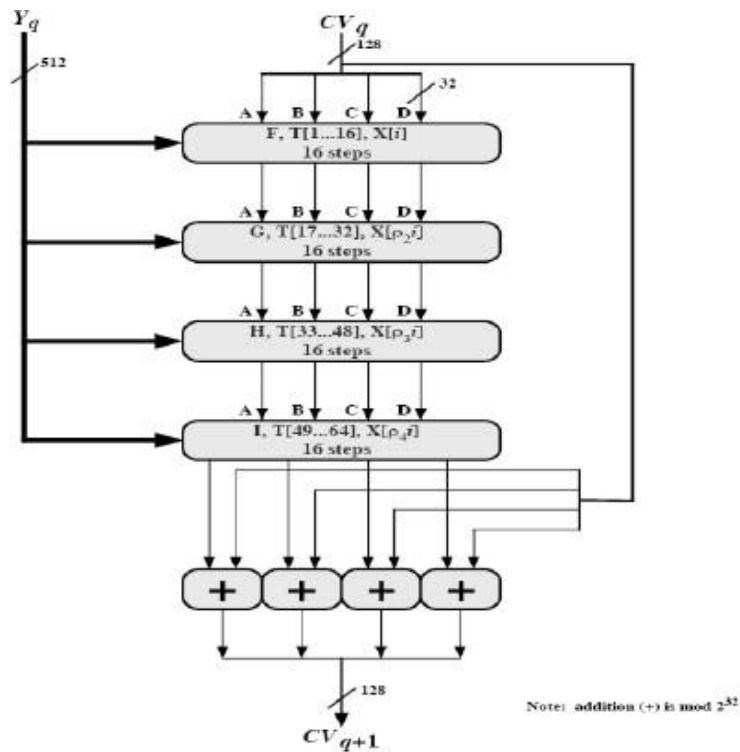 Yq
CVq
512
128
32
A B C D
F, T[1...16], X[i]
16 steps
A B C D
G, T[17...32], X[ρ2i]
16 steps
A B C D
H, T[33...48], X[ρ3i]
16 steps
A B C D
I, T[49...64], X[ρ4i]
16 steps
+ + + +
128
CVq+1
Note: addition (+) is mod 2^32